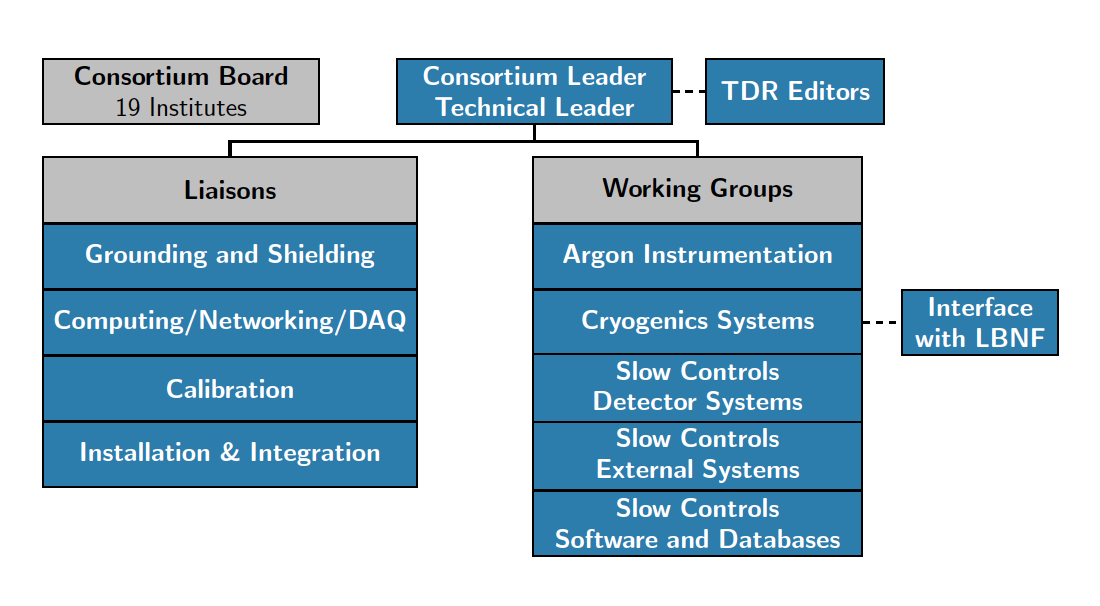 Consortium Board
19 Institutes
Consortium Leader
Technical Leader
TDR Editors
Liaisons
Grounding and Shielding
Computing/Networking/DAQ
Calibration
Installation & Integration
Working Groups
Argon Instrumentation
Cryogenics Systems
Interface
with LBNF
Slow Controls
Detector Systems
Slow Controls
External Systems
Slow Controls
Software and Databases